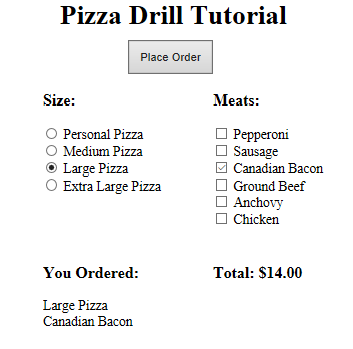 Pizza Drill Tutorial
Place Order
Size:
Personal Pizza
Medium Pizza
Large Pizza
Extra Large Pizza
Meats:
Pepperoni
Sausage
Canadian Bacon
Ground Beef
Anchovy
Chicken
You Ordered:
Large Pizza
Canadian Bacon
Total: $14.00